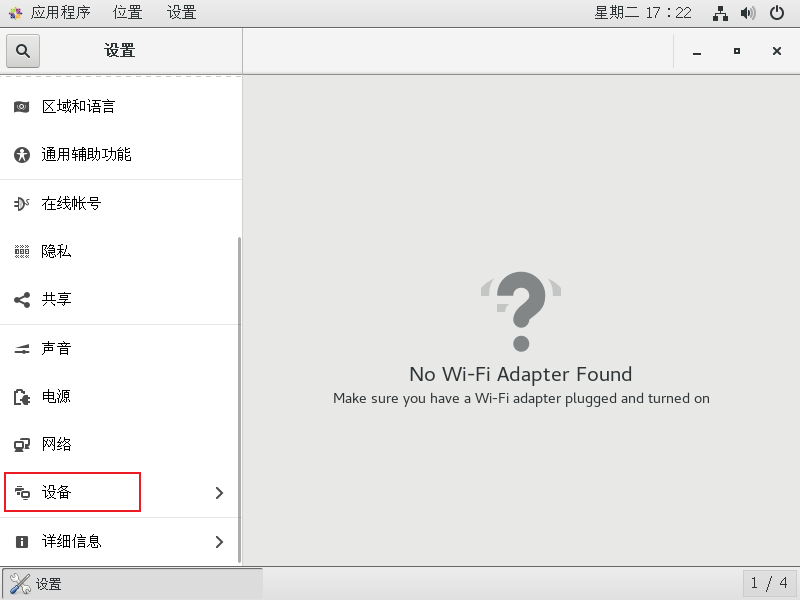 应用程序 位置 设置 星期二 17：22
设置
区域和语言
通用辅助功能
在线帐号
隐私
共享
声音
电源
网络
设备
详细信息
No Wi-Fi Adapter Found
Make sure you have a Wi-Fi adapter plugged and turned on
设置 1 / 4